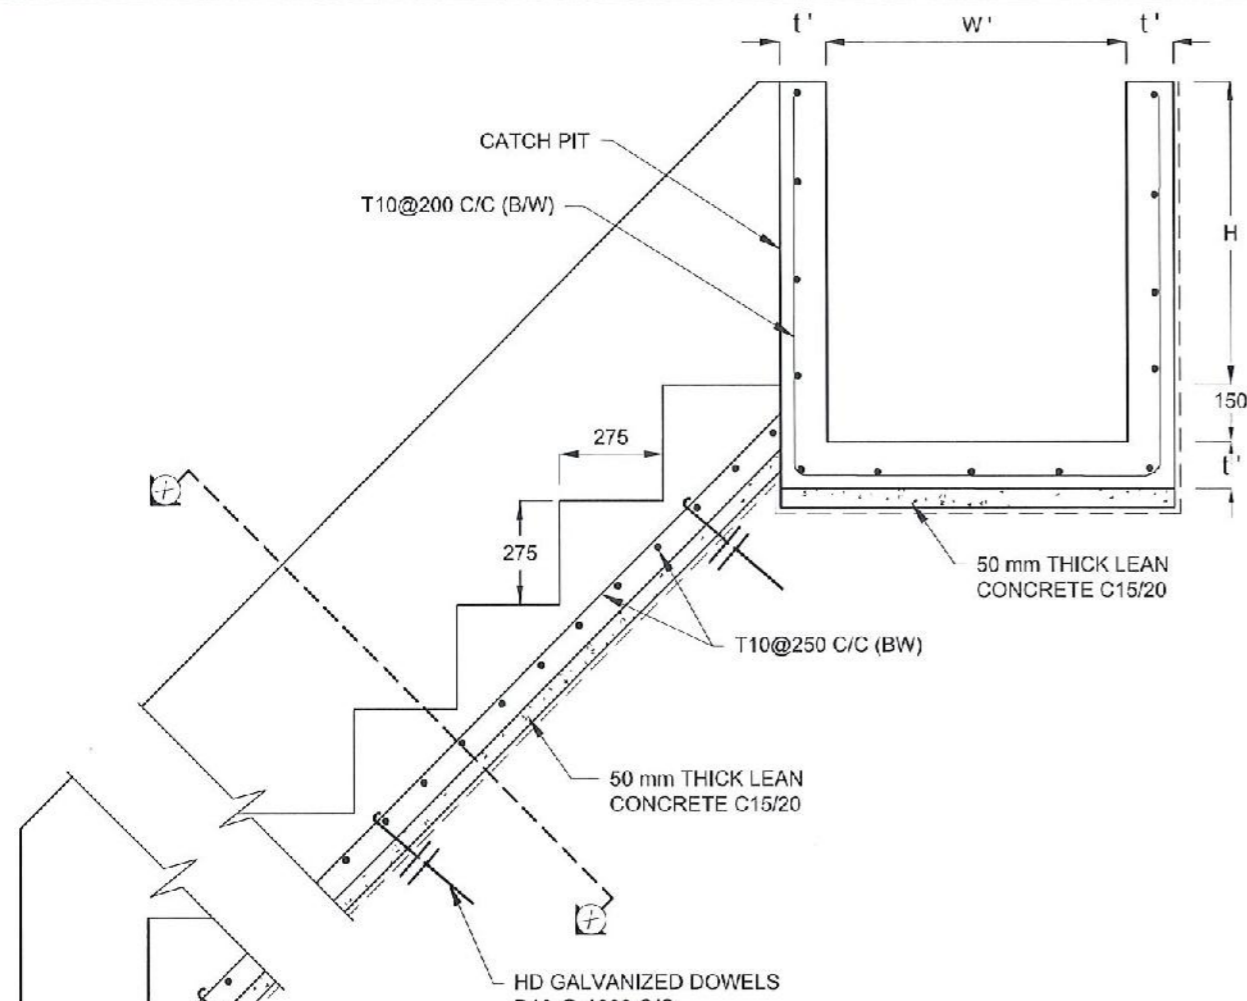 t' W' t'
CATCH PIT
T10@200 C/C (B/W)
H
150
275
t'
275
50 mm THICK LEAN
CONCRETE C15/20
T10@250 C/C (BW)
50 mm THICK LEAN
CONCRETE C15/20
HD GALVANIZED DOWELS